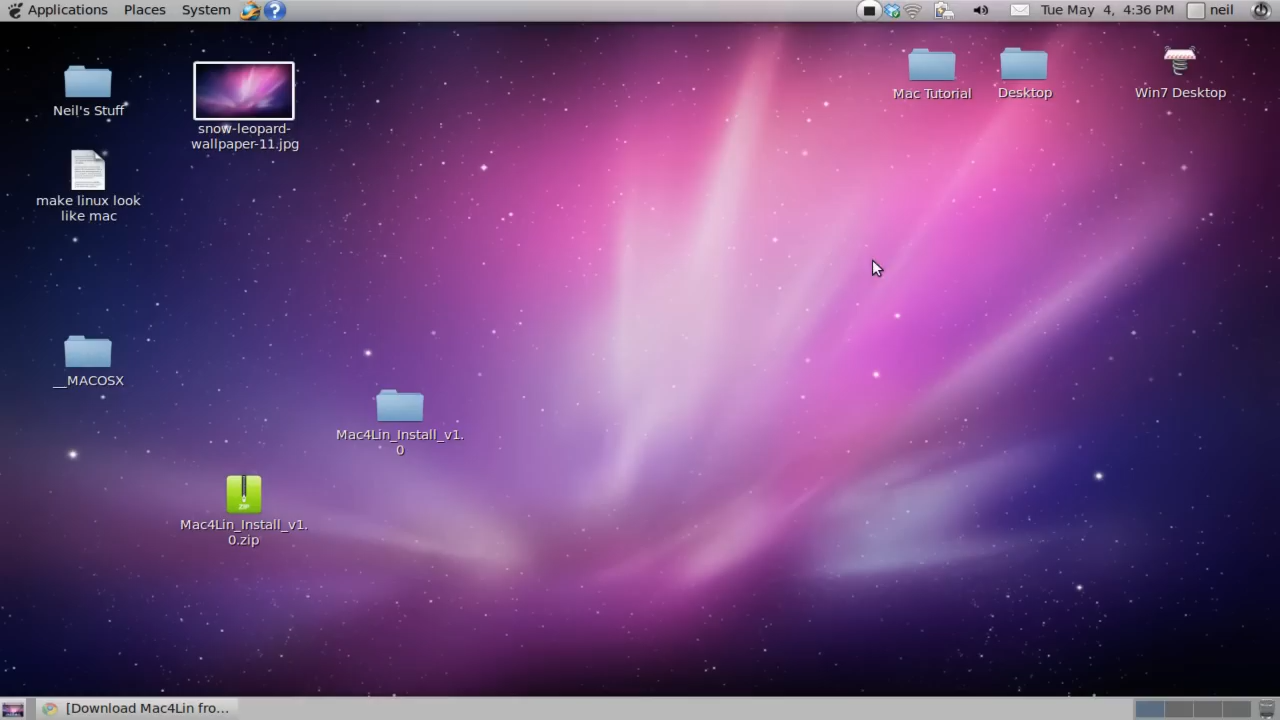 Applications Places System
Tue May 4, 4:36 PM neil
Neil's Stuff
snow-leopard-
wallpaper-11.jpg
Mac Tutorial
Desktop
Win7 Desktop
make linux look
like mac
__MACOSX
Mac4Lin_Install_v1.
0
ZIP
Mac4Lin_Install_v1.
0.zip
[Download Mac4Lin fro...